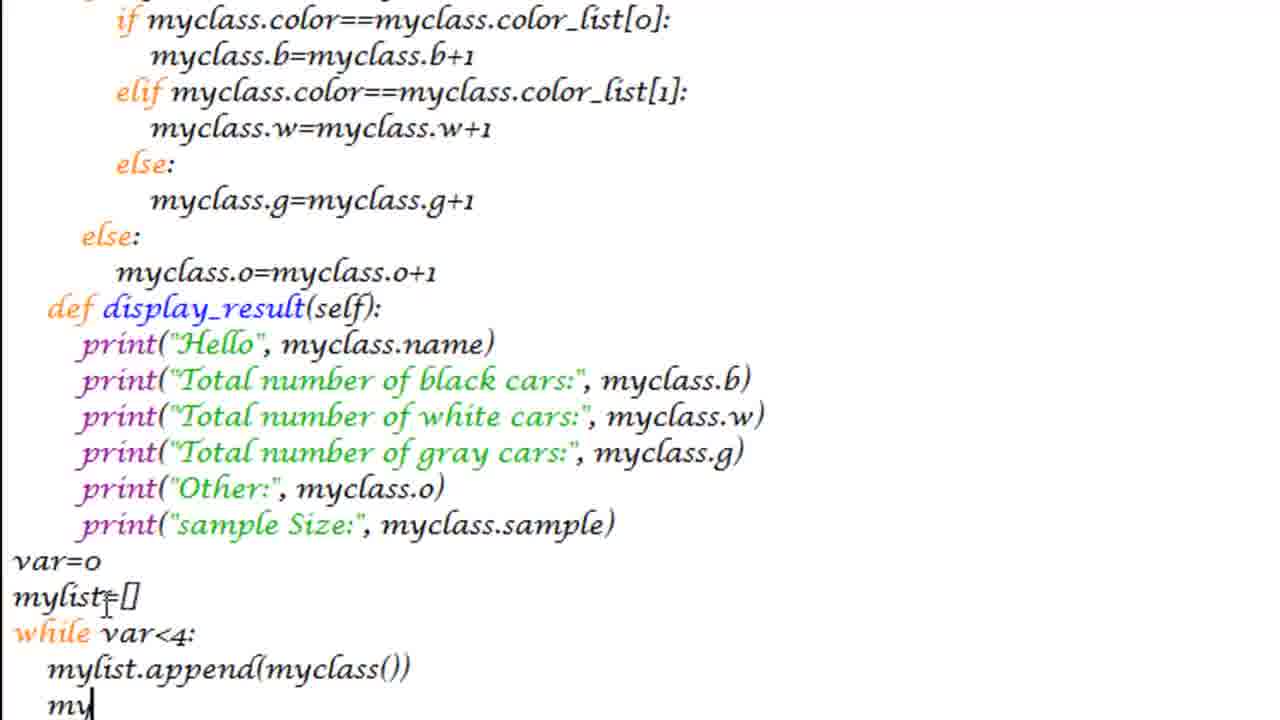 if myclass.color==myclass.color_list[0]:
myclass.b=myclass.b+1
elif myclass.color==myclass.color_list[1]:
myclass.w=myclass.w+1
else:
myclass.g=myclass.g+1
else:
myclass.o=myclass.o+1
def display_result(self):
print("Hello", myclass.name)
print("Total number of black cars:", myclass.b)
print("Total number of white cars:", myclass.w)
print("Total number of gray cars:", myclass.g)
print("Other:", myclass.o)
print("sample Size:", myclass.sample)
var=0
mylist=[]
while var<4:
mylist.append(myclass())
my